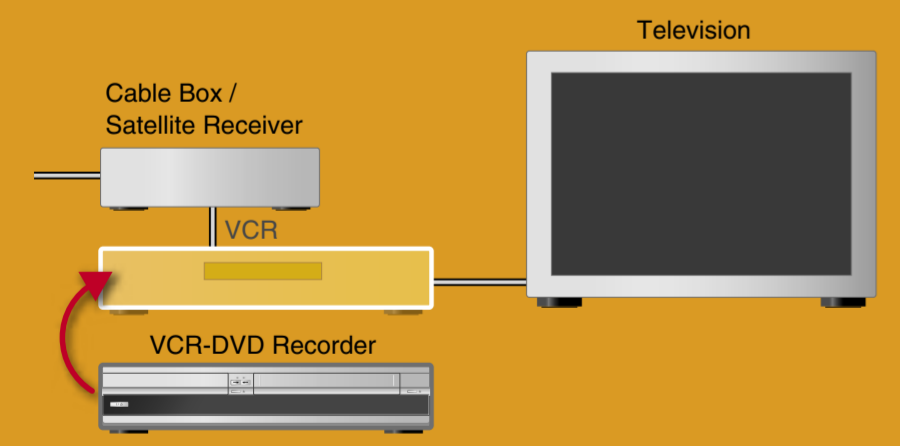 Television
Cable Box /
Satellite Receiver
VCR
VCR-DVD Recorder